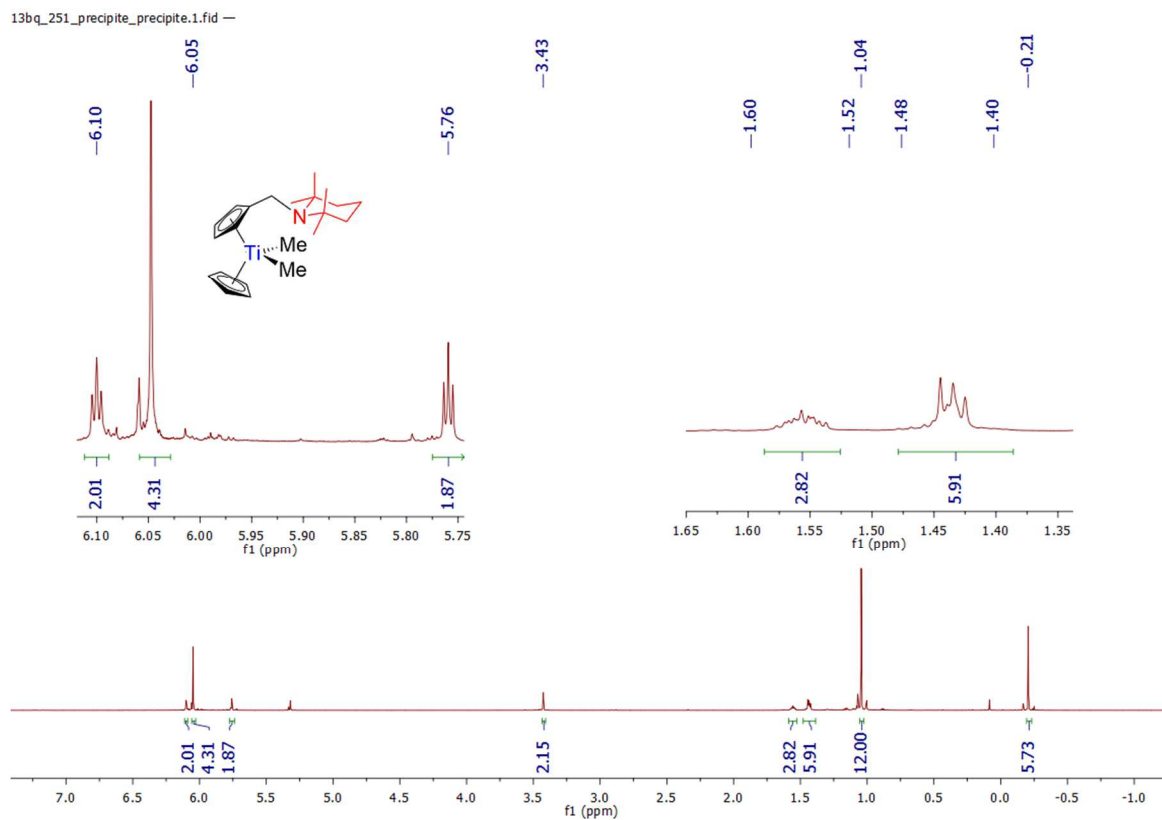 13bq_251_precipite_precipite.1.fid —
6.10
6.05
5.76
3.43
1.60
1.52
1.48
1.40
1.04
-0.21
N
Ti
Me
Me
2.01
4.31
1.87
6.10 6.05 6.00 5.95 5.90 5.85 5.80 5.75
f1 (ppm)
2.82
5.91
1.65 1.60 1.55 1.50 1.45 1.40 1.35
f1 (ppm)
2.01
4.31
1.87
2.15
2.82
5.91
12.00
5.73
7.0 6.5 6.0 5.5 5.0 4.5 4.0 3.5 3.0 2.5 2.0 1.5 1.0 0.5 0.0 -0.5 -1.0
f1 (ppm)